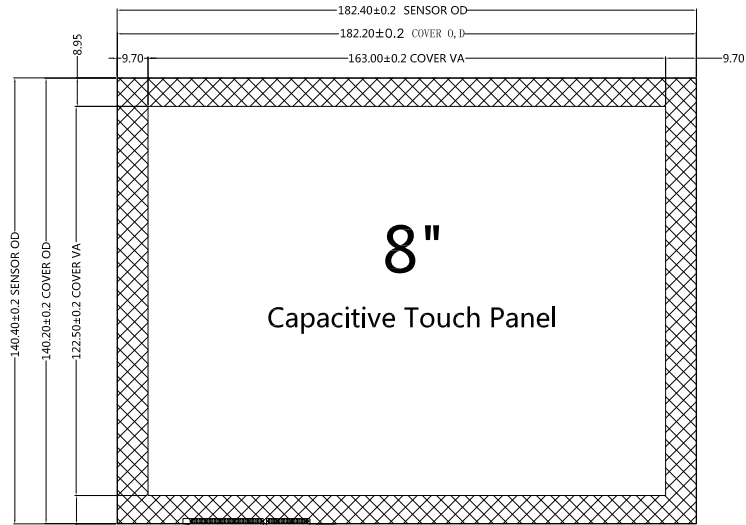 182.40±0.2 SENSOR OD
182.20±0.2 COVER O,D
8.95
9.70
163.00±0.2 COVER VA
9.70
140.40±0.2 SENSOR OD
140.20±0.2 COVER OD
122.50±0.2 COVER VA
8"
Capacitive Touch Panel